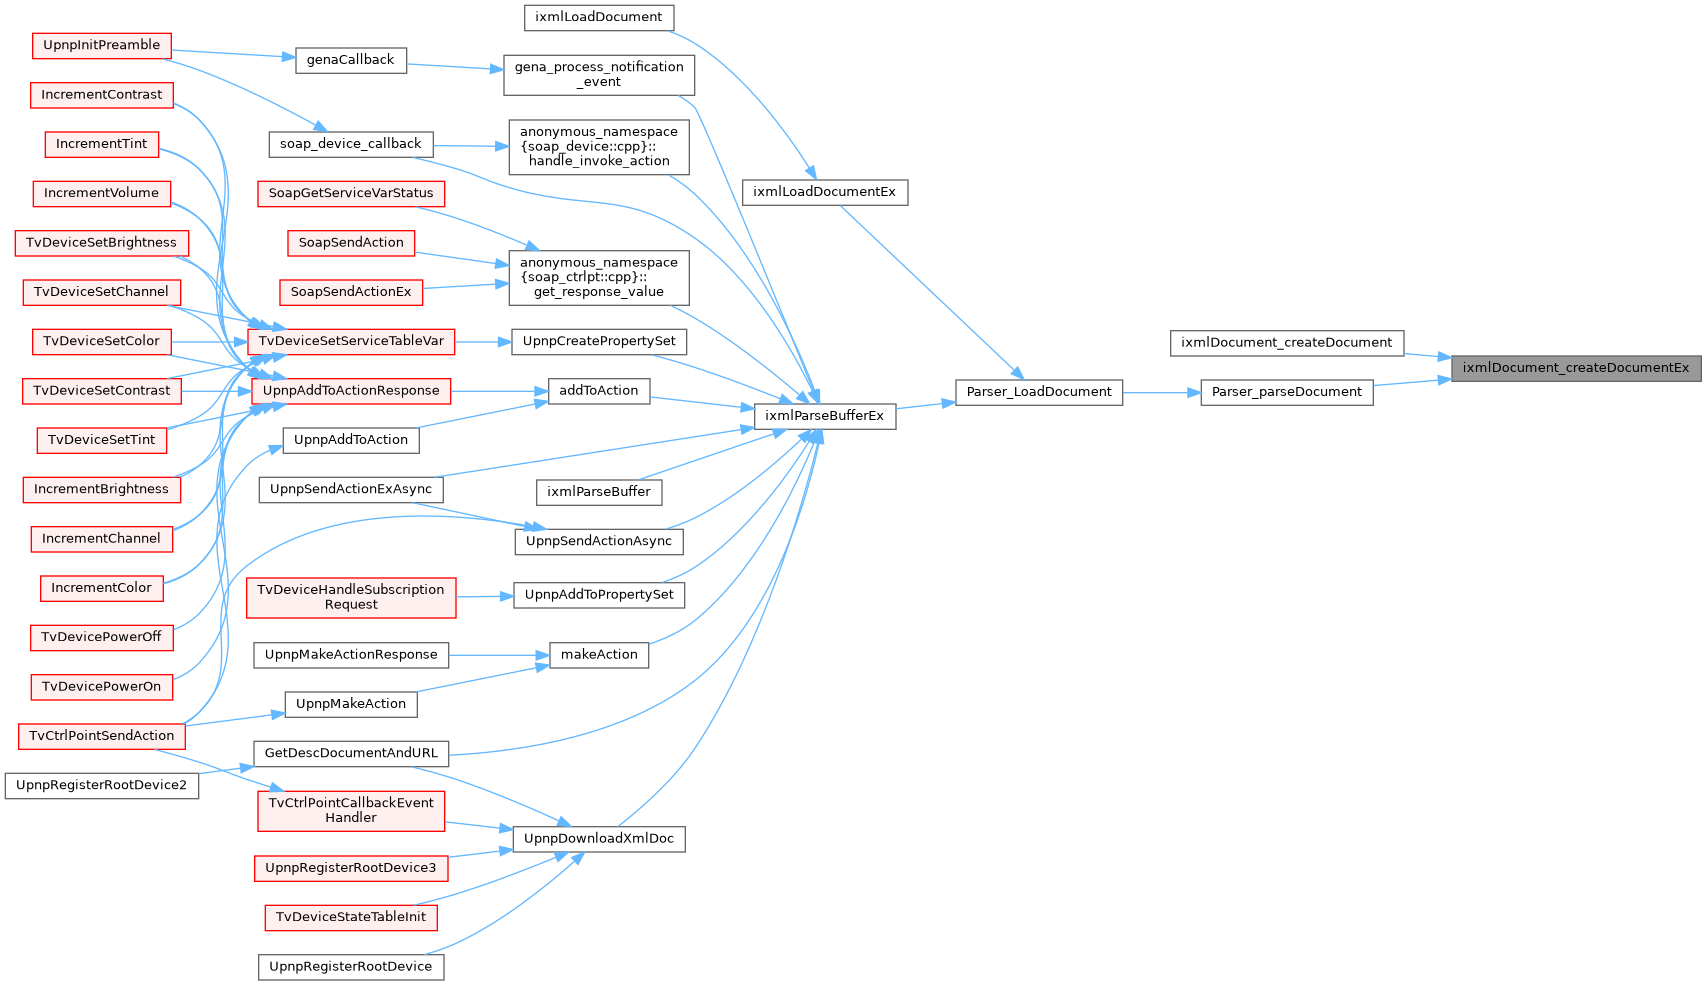 ixmlLoadDocument
UpnpInitPreamble
genaCallback
gena_process_notification
_event
IncrementContrast
anonymous_namespace
{soap_device::cpp}::
handle_invoke_action
IncrementTint
soap_device_callback
IncrementVolume
SoapGetServiceVarStatus
ixmlLoadDocumentEx
TvDeviceSetBrightness
SoapSendAction
anonymous_namespace
{soap_ctrlpt::cpp}::
get_response_value
TvDeviceSetChannel
SoapSendActionEx
TvDeviceSetColor
TvDeviceSetServiceTableVar
UpnpCreatePropertySet
ixmlDocument_createDocument
ixmlDocument_createDocumentEx
TvDeviceSetContrast
UpnpAddToActionResponse
addToAction
Parser_LoadDocument
Parser_parseDocument
ixmlParseBufferEx
TvDeviceSetTint
UpnpAddToAction
IncrementBrightness
UpnpSendActionExAsync
ixmlParseBuffer
IncrementChannel
UpnpSendActionAsync
IncrementColor
TvDeviceHandleSubscription
Request
UpnpAddToPropertySet
TvDevicePowerOff
UpnpMakeActionResponse
makeAction
TvDevicePowerOn
UpnpMakeAction
TvCtrlPointSendAction
GetDescDocumentAndURL
UpnpRegisterRootDevice2
TvCtrlPointCallbackEvent
Handler
UpnpDownloadXmlDoc
UpnpRegisterRootDevice3
TvDeviceStateTableInit
UpnpRegisterRootDevice